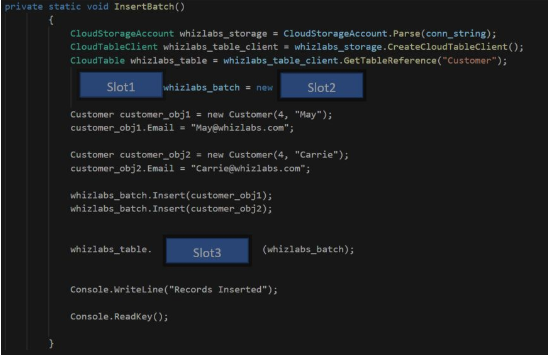 private static void InsertBatch()
{
CloudStorageAccount whizlabs_storage = CloudStorageAccount.Parse(conn_string);
CloudTableClient whizlabs_table_client = whizlabs_storage.CreateCloudTableClient();
CloudTable whizlabs_table = whizlabs_table_client.GetTableReference("Customer");
Slot1 whizlabs_batch = new Slot2
Customer customer_obj1 = new Customer(4, "May");
customer_obj1.Email = "May@whizlabs.com";
Customer customer_obj2 = new Customer(4, "Carrie");
customer_obj2.Email = "Carrie@whizlabs.com";
whizlabs_batch.Insert(customer_obj1);
whizlabs_batch.Insert(customer_obj2);
whizlabs_table. Slot3 (whizlabs_batch);
Console.WriteLine("Records Inserted");
Console.ReadKey();
}